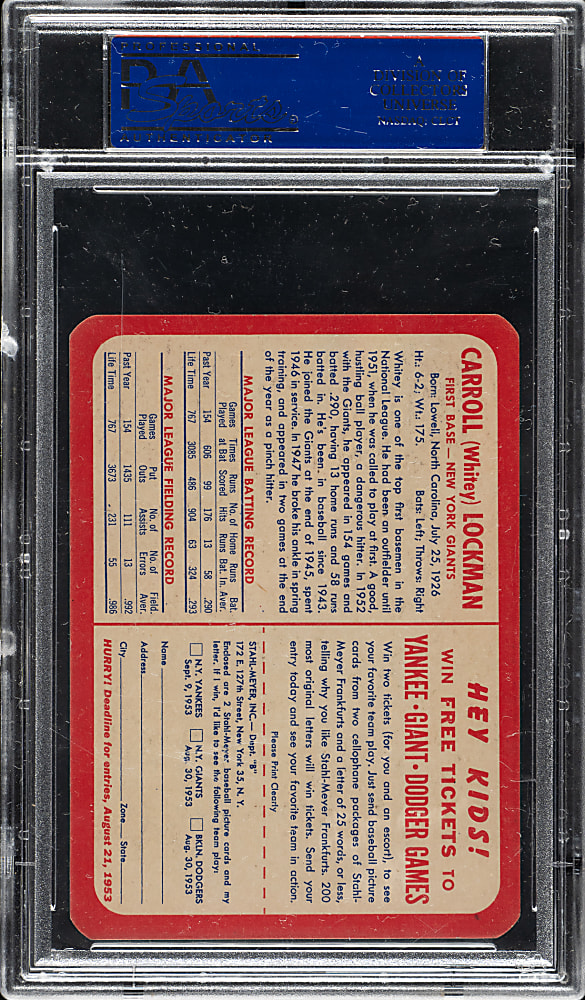 PROFESSIONAL
PSA
AUTHENTICATOR
A
DIVISION OF
COLLECTORS
UNIVERSE
NASDAQ: CLCT
CARROLL (Whitey) LOCKMAN
FIRST BASE — NEW YORK GIANTS
Born: Lowell, North Carolina, July 25, 1926
Ht.: 6-2; Wt.: 175. Bats: Left; Throws: Right
Whitey is one of the top first basemen in the
National League. He had been an outfielder until
1951, when he was called to play at first. A good,
hustling ball player, a dangerous hitter. In 1952
with the Giants, he appeared in 154 games and
batted .290, having 13 home runs and 58 runs
batted in. He's been in baseball since 1943.
He joined the Giants at the end of 1945, spent
1946 in service. In 1947 he broke his ankle in spring
training, and appeared in two games at the end
of the year as a pinch hitter.
MAJOR LEAGUE BATTING RECORD
Games Times Runs No. of Home Runs Bat.
Played at Bat Scored Hits Runs Bat. In. Aver.
Past Year 154 606 99 176 13 58 .290
Life Time 767 3085 486 904 63 324 .293
MAJOR LEAGUE FIELDING RECORD
Games Put No. of No. of Field.
Played Outs Assists Errors Aver.
Past Year 154 1435 111 13 .992
Life Time 767 3673 231 55 .986
HEY KIDS!
WIN FREE TICKETS TO
YANKEE · GIANT · DODGER GAMES
Win two tickets (for you and an escort), to see
your favorite team play. Just send baseball picture
cards from two cellophane packages of Stahl-
Meyer Frankfurts and a letter of 25 words, or less,
telling why you like Stahl-Meyer Frankfurts. 200
most original letters will win tickets. Send your
entry today and see your favorite team in action.
Please Print Clearly
STAHL-MEYER, INC.— Dept. "B"
172 E. 127th Street, New York 35, N. Y.
Enclosed are 2 Stahl-Meyer baseball picture cards and my
letter. If I win, I'd like to see the following team play:
N.Y. YANKEES N.Y. GIANTS BKLN. DODGERS
Sept. 9, 1953 Aug. 30, 1953 Aug. 30, 1953
Name
Address
City Zone State
HURRY! Deadline for entries, August 21, 1953